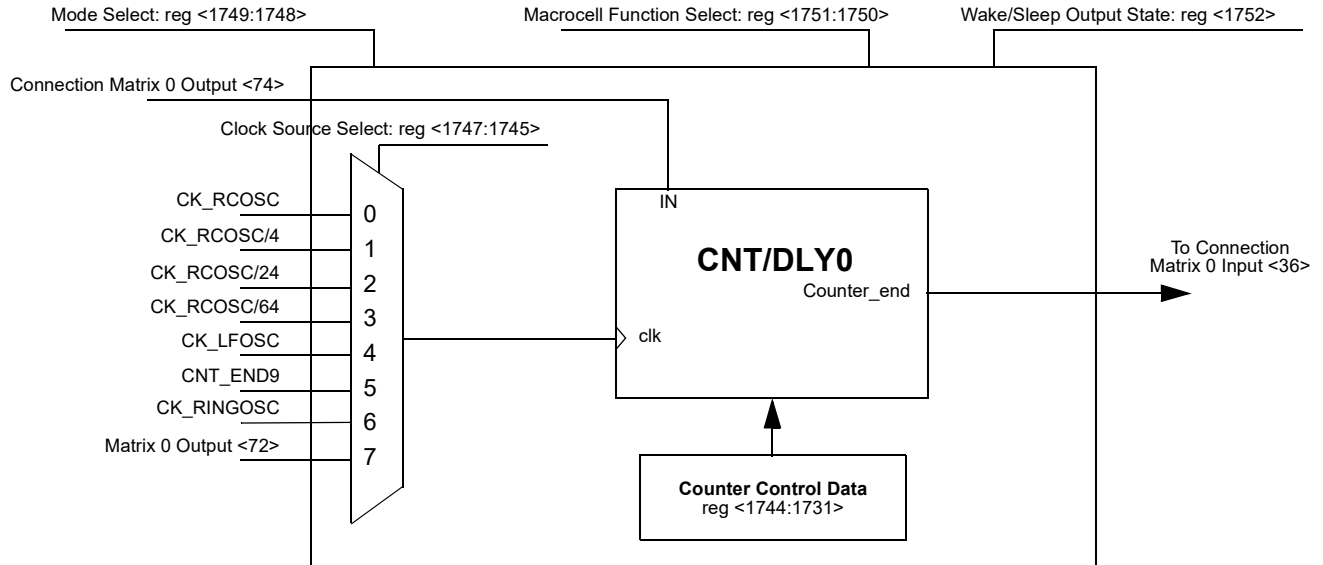 Mode Select: reg <1749:1748>
Macrocell Function Select: reg <1751:1750>
Wake/Sleep Output State: reg <1752>
Connection Matrix 0 Output <74>
Clock Source Select: reg <1747:1745>
CK_RCOSC
0
CK_RCOSC/4
1
CK_RCOSC/24
2
CK_RCOSC/64
3
CK_LFOSC
4
CNT_END9
5
CK_RINGOSC
6
Matrix 0 Output <72>
7
IN
CNT/DLY0
Counter_end
clk
To Connection
Matrix 0 Input <36>
Counter Control Data
reg <1744:1731>